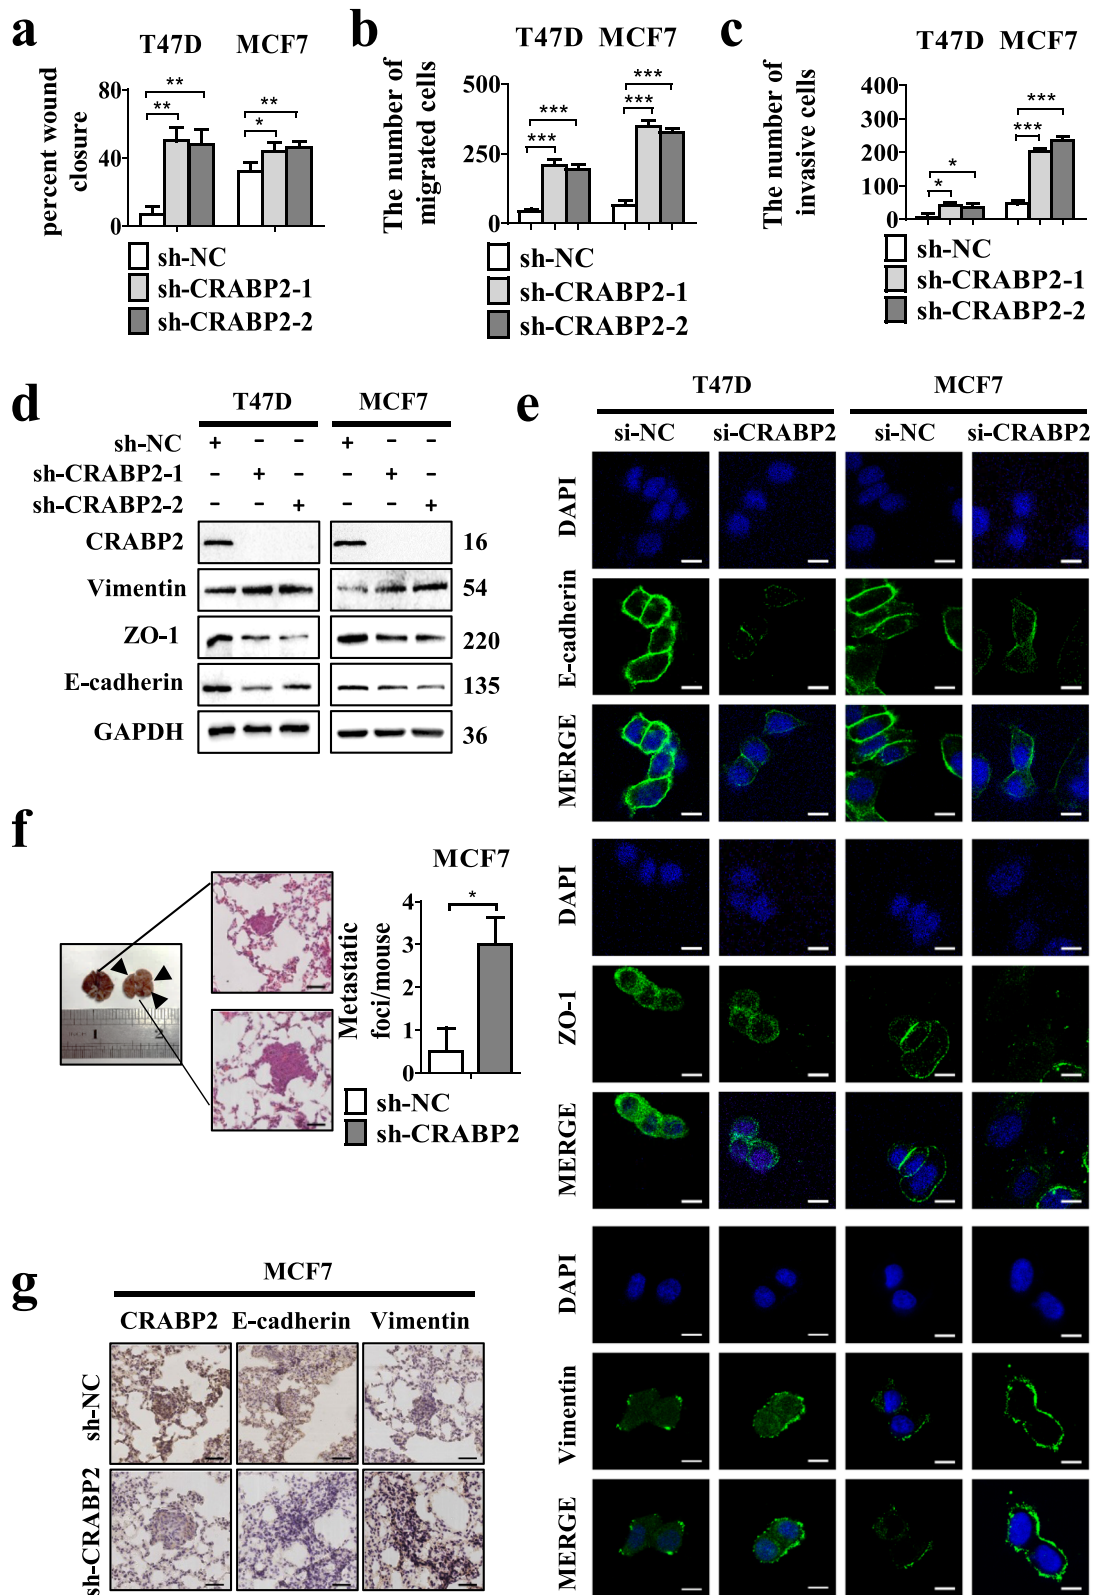 a
T47D MCF7
percent wound
closure
80
40
0
** ** * **
sh-NC
sh-CRABP2-1
sh-CRABP2-2
b
T47D MCF7
The number of
migrated cells
500
250
0
*** *** *** ***
sh-NC
sh-CRABP2-1
sh-CRABP2-2
c
T47D MCF7
The number of
invasive cells
400
300
200
100
0
* * *** ***
sh-NC
sh-CRABP2-1
sh-CRABP2-2
d
T47D MCF7
sh-NC + - - + - -
sh-CRABP2-1 - + - - + -
sh-CRABP2-2 - - + - - +
CRABP2 16
Vimentin 54
ZO-1 220
E-cadherin 135
GAPDH 36
e
T47D MCF7
si-NC si-CRABP2 si-NC si-CRABP2
DAPI
E-cadherin
MERGE
DAPI
ZO-1
MERGE
DAPI
Vimentin
MERGE
f
MCF7
Metastatic
foci/mouse
4
3
2
1
0
*
sh-NC
sh-CRABP2
g
MCF7
CRABP2 E-cadherin Vimentin
sh-NC
sh-CRABP2